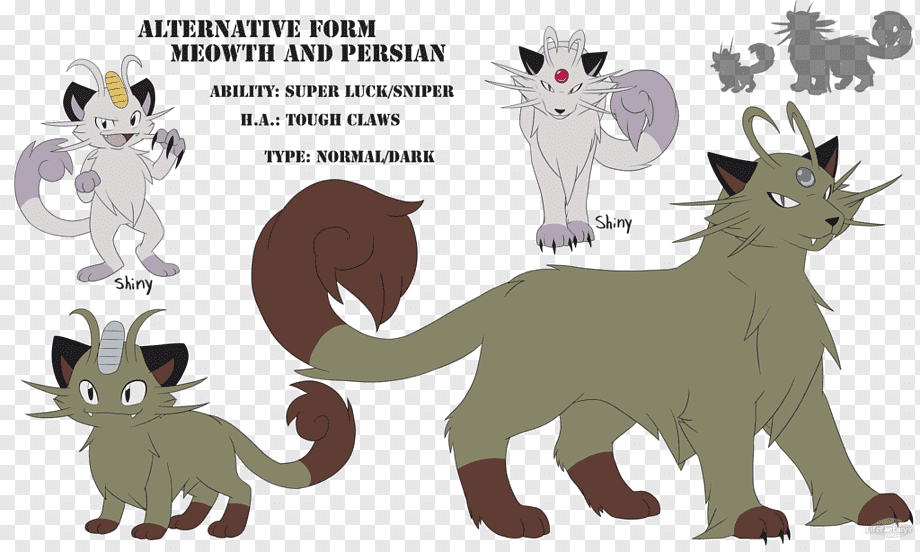 ALTERNATIVE FORM
MEOWTH AND PERSIAN
ABILITY: SUPER LUCK/SNIPER
H.A.: TOUGH CLAWS
TYPE: NORMAL/DARK
Shiny
Shiny